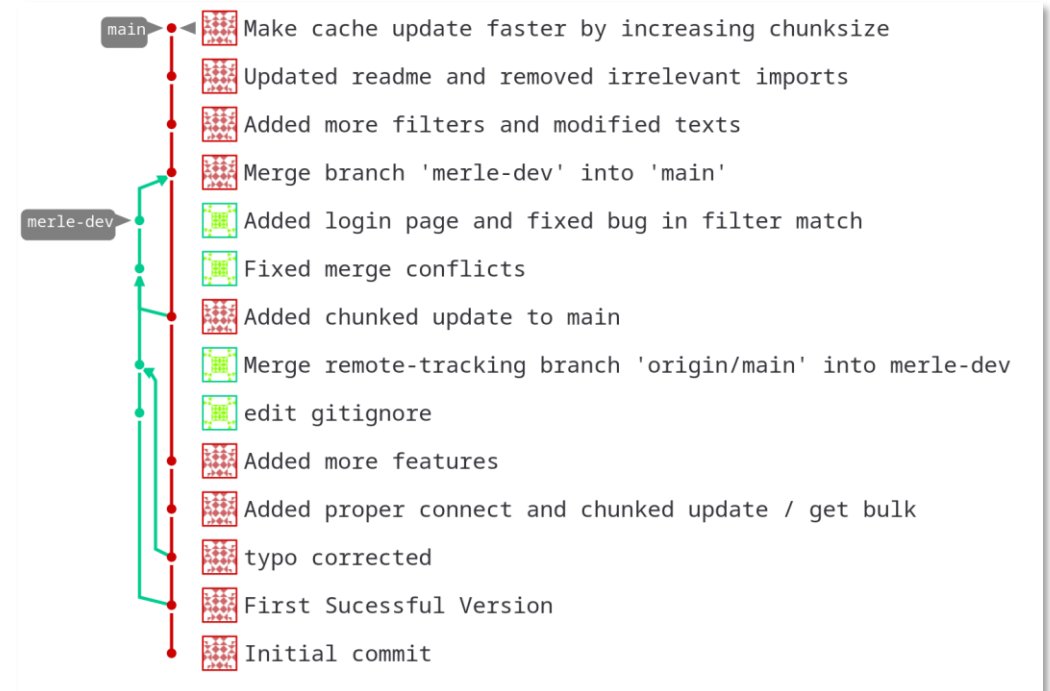 main Make cache update faster by increasing chunksize
Updated readme and removed irrelevant imports
Added more filters and modified texts
Merge branch 'merle-dev' into 'main'
merle-dev Added login page and fixed bug in filter match
Fixed merge conflicts
Added chunked update to main
Merge remote-tracking branch 'origin/main' into merle-dev
edit gitignore
Added more features
Added proper connect and chunked update / get bulk
typo corrected
First Sucessful Version
Initial commit